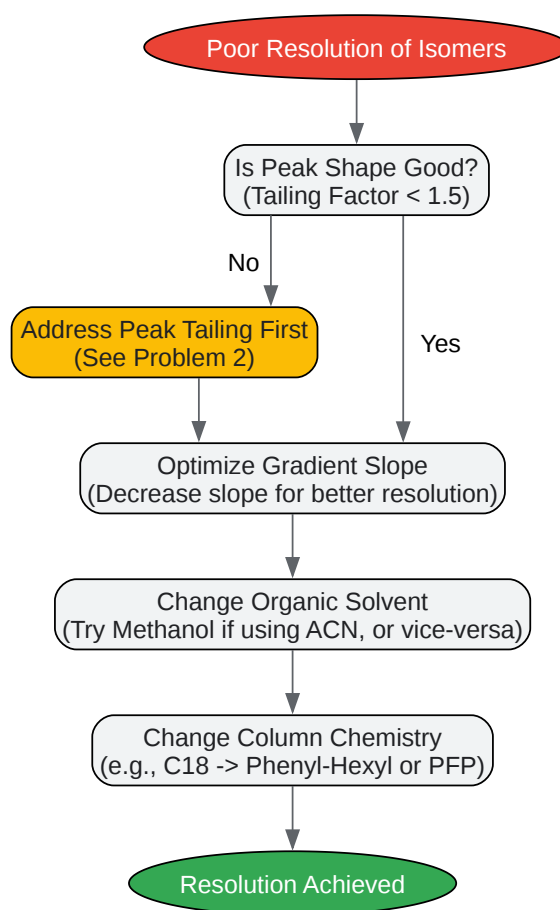 Poor Resolution of Isomers
Is Peak Shape Good?
(Tailing Factor < 1.5)
No
Address Peak Tailing First
(See Problem 2)
Yes
Optimize Gradient Slope
(Decrease slope for better resolution)
Change Organic Solvent
(Try Methanol if using ACN, or vice-versa)
Change Column Chemistry
(e.g., C18 -> Phenyl-Hexyl or PFP)
Resolution Achieved